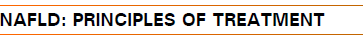 NAFLD: PRINCIPLES OF TREATMENT